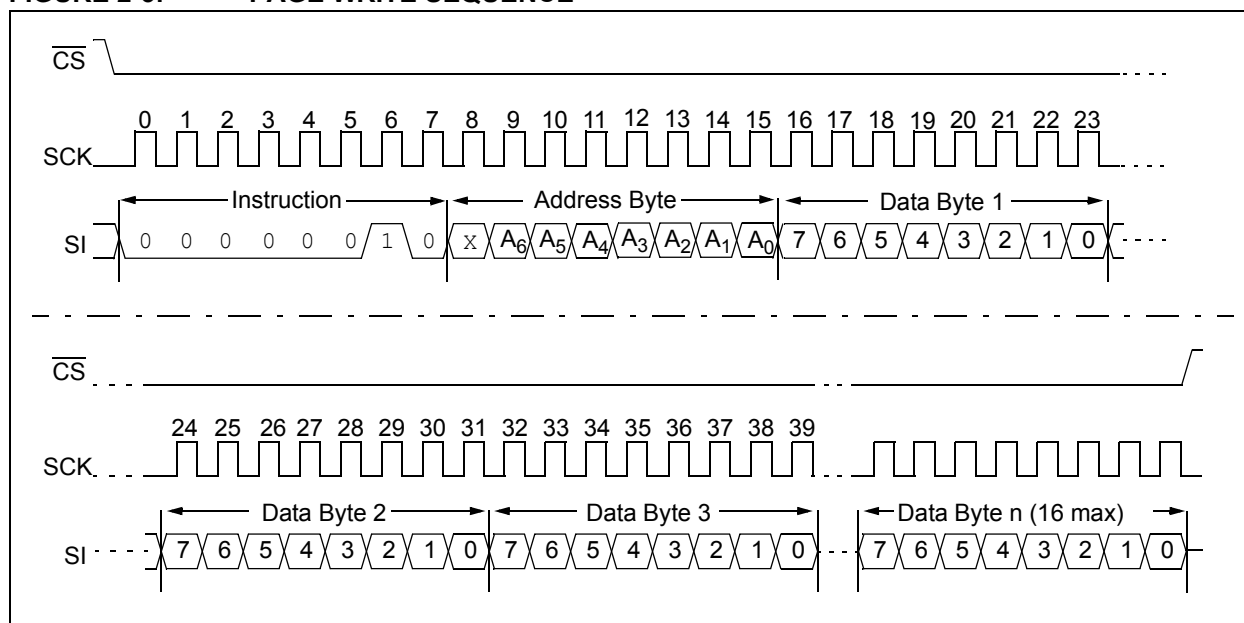 FIGURE 2-3: PAGE WRITE SEQUENCE
CS
0 1 2 3 4 5 6 7 8 9 10 11 12 13 14 15 16 17 18 19 20 21 22 23
SCK
Instruction Address Byte Data Byte 1
SI 0 0 0 0 0 0 1 0 X A6 A5 A4 A3 A2 A1 A0 7 6 5 4 3 2 1 0
CS
24 25 26 27 28 29 30 31 32 33 34 35 36 37 38 39
SCK
Data Byte 2 Data Byte 3 Data Byte n (16 max)
SI 7 6 5 4 3 2 1 0 7 6 5 4 3 2 1 0 7 6 5 4 3 2 1 0